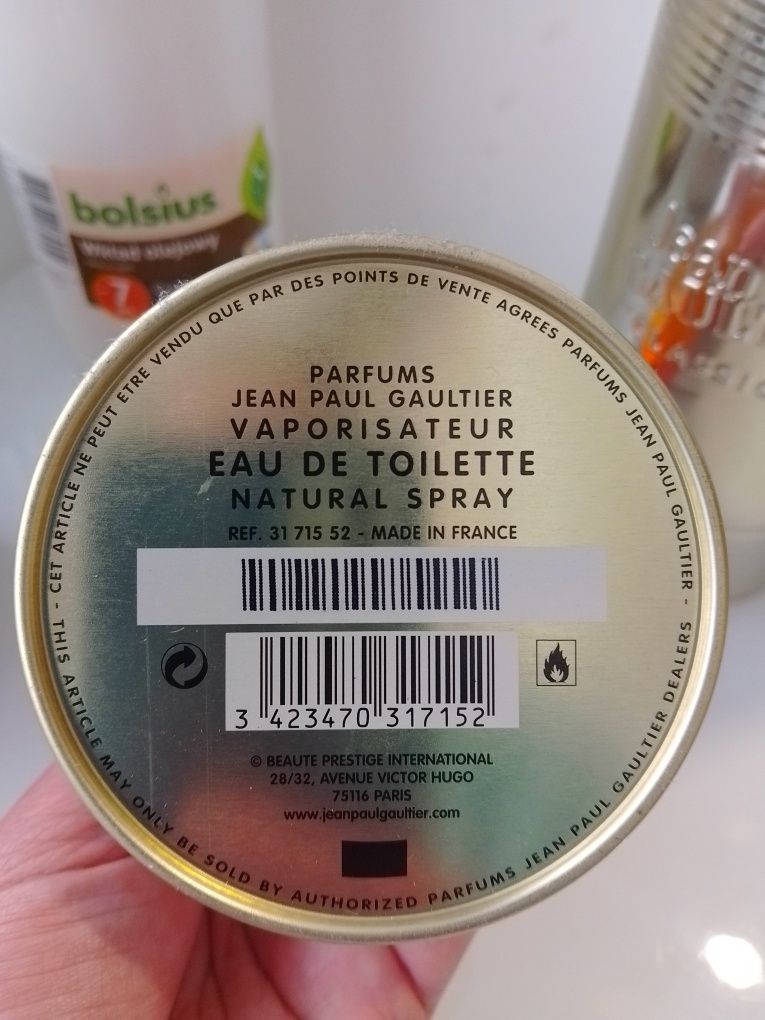 bolsius
Wkład olejowy
7
CET ARTICLE NE PEUT ETRE VENDU QUE PAR DES POINTS DE VENTE AGREES PARFUMS JEAN PAUL GAULTIER -
THIS ARTICLE MAY ONLY BE SOLD BY AUTHORIZED PARFUMS JEAN PAUL GAULTIER DEALERS -
PARFUMS
JEAN PAUL GAULTIER
VAPORISATEUR
EAU DE TOILETTE
NATURAL SPRAY
REF. 31 715 52 - MADE IN FRANCE
3 423470 317152
© BEAUTE PRESTIGE INTERNATIONAL
28/32, AVENUE VICTOR HUGO
75116 PARIS
www.jeanpaulgaultier.com